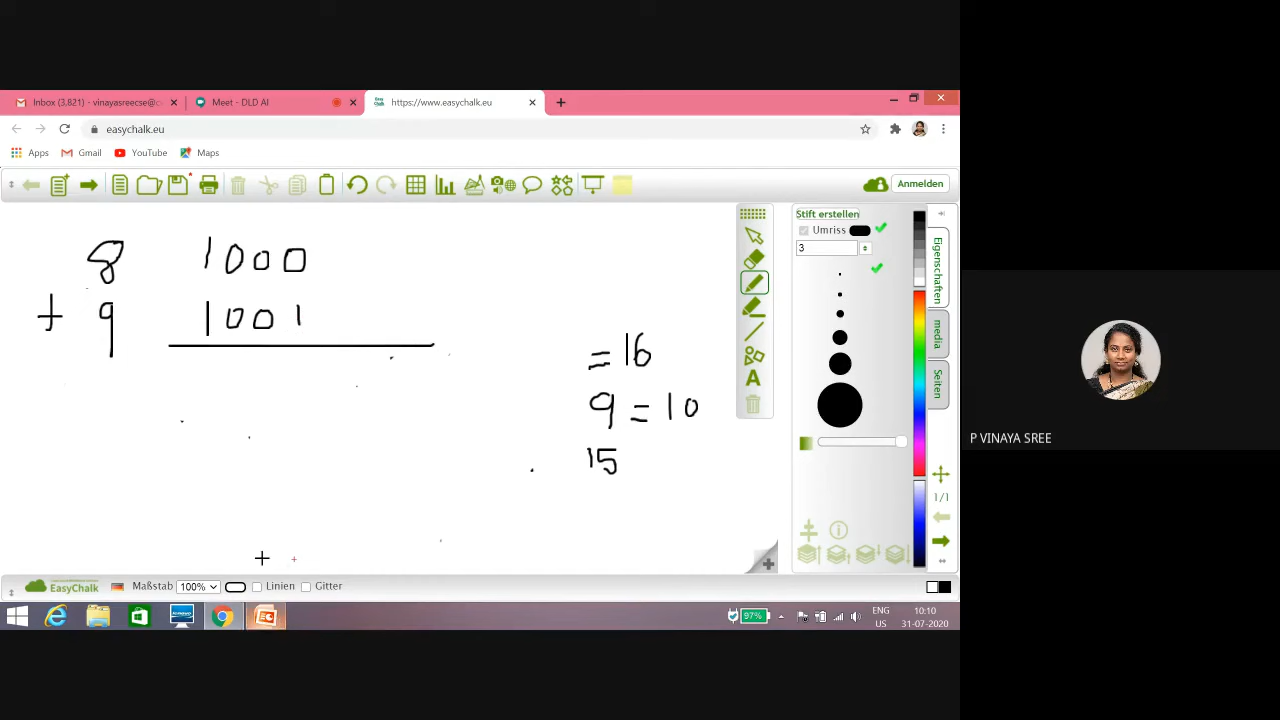 Inbox (3,821) - vinayasreecse@c
Meet - DLD AI
https://www.easychalk.eu
easychalk.eu
Apps Gmail YouTube Maps
Anmelden
8 1000
+ 9 1001
= 16
9 = 10
15
A
Stift erstellen
Umriss
3
Eigenschaften
media
Seiten
1/1
P VINAYA SREE
EasyChalk Maßstab 100% Linien Gitter
97%
ENG
US
10:10
31-07-2020